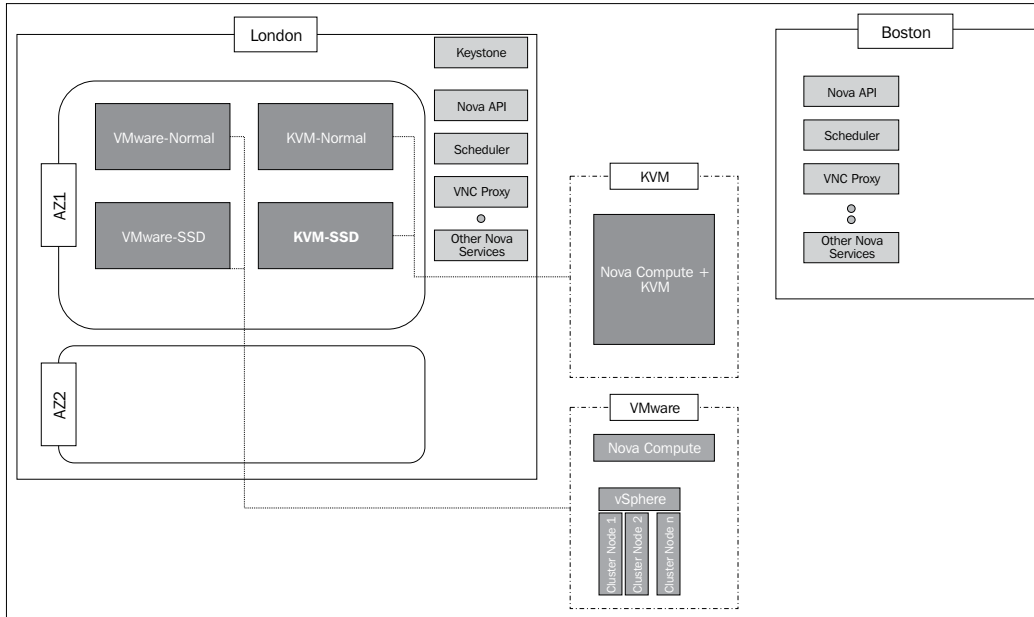 London
Keystone
Nova API
Scheduler
VNC Proxy
Other Nova
Services
AZ1
VMware-Normal
KVM-Normal
VMware-SSD
KVM-SSD
AZ2
KVM
Nova Compute +
KVM
VMware
Nova Compute
vSphere
Cluster Node 1
Cluster Node 2
Cluster Node n
Boston
Nova API
Scheduler
VNC Proxy
Other Nova
Services